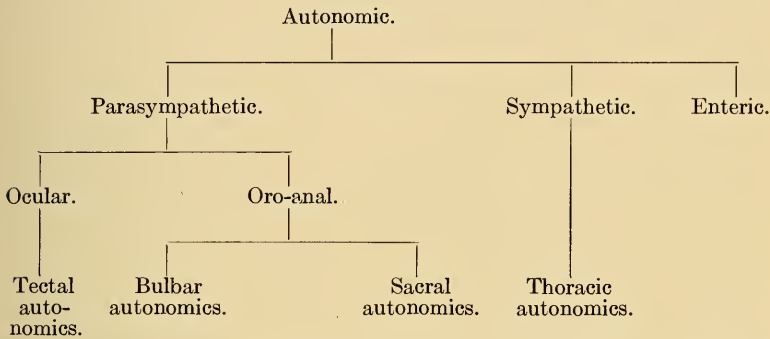 Autonomic.
Parasympathetic. Sympathetic. Enteric.
Ocular. Oro-anal.
Tectal Bulbar Sacral Thoracic
auto- autonomics. autonomics. autonomics.
nomics.